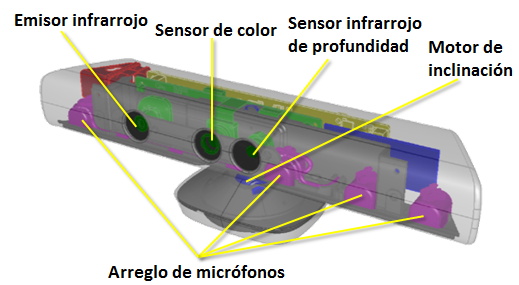 Emisor infrarrojo
Sensor de color
Sensor infrarrojo
de profundidad
Motor de
inclinación
Arreglo de micrófonos